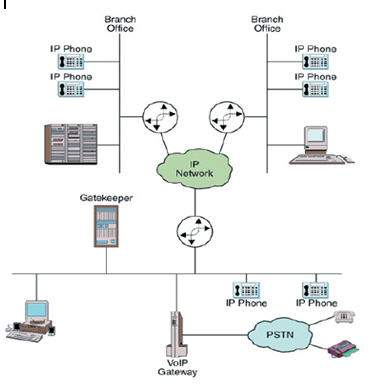 Branch
Office
Branch
Office
IP Phone
IP Phone
IP Phone
IP Phone
IP
Network
Gatekeeper
IP Phone
IP Phone
PSTN
VoIP
Gateway